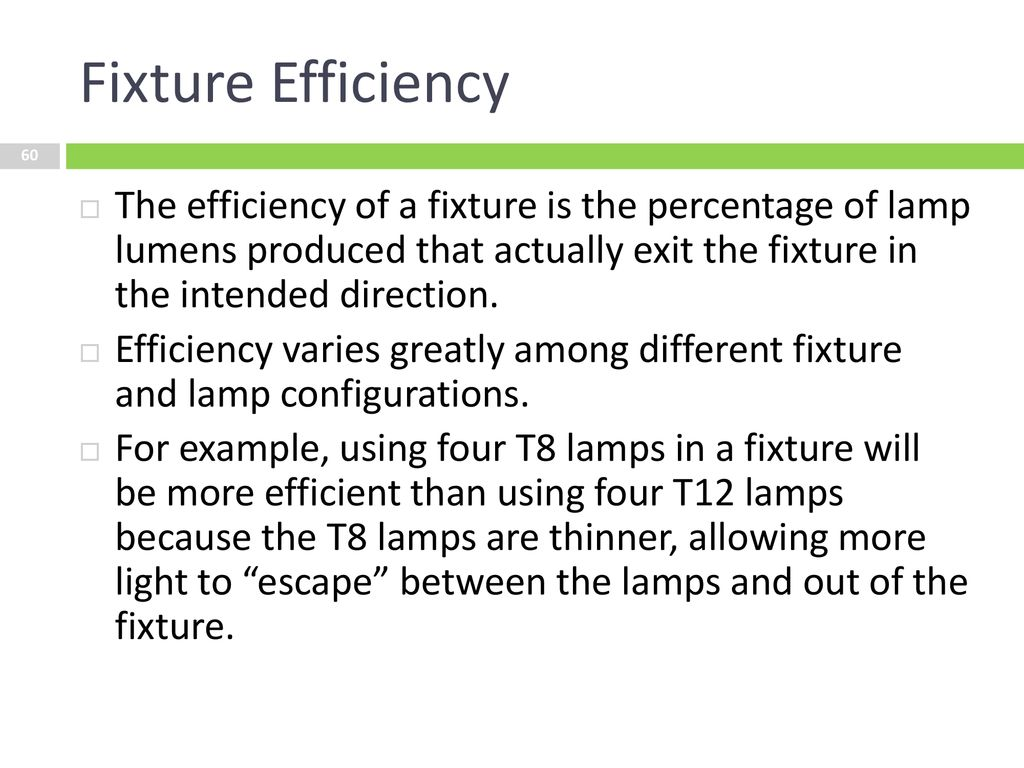 Fixture Efficiency
60
The efficiency of a fixture is the percentage of lamp
lumens produced that actually exit the fixture in
the intended direction.
Efficiency varies greatly among different fixture
and lamp configurations.
For example, using four T8 lamps in a fixture will
be more efficient than using four T12 lamps
because the T8 lamps are thinner, allowing more
light to “escape” between the lamps and out of the
fixture.